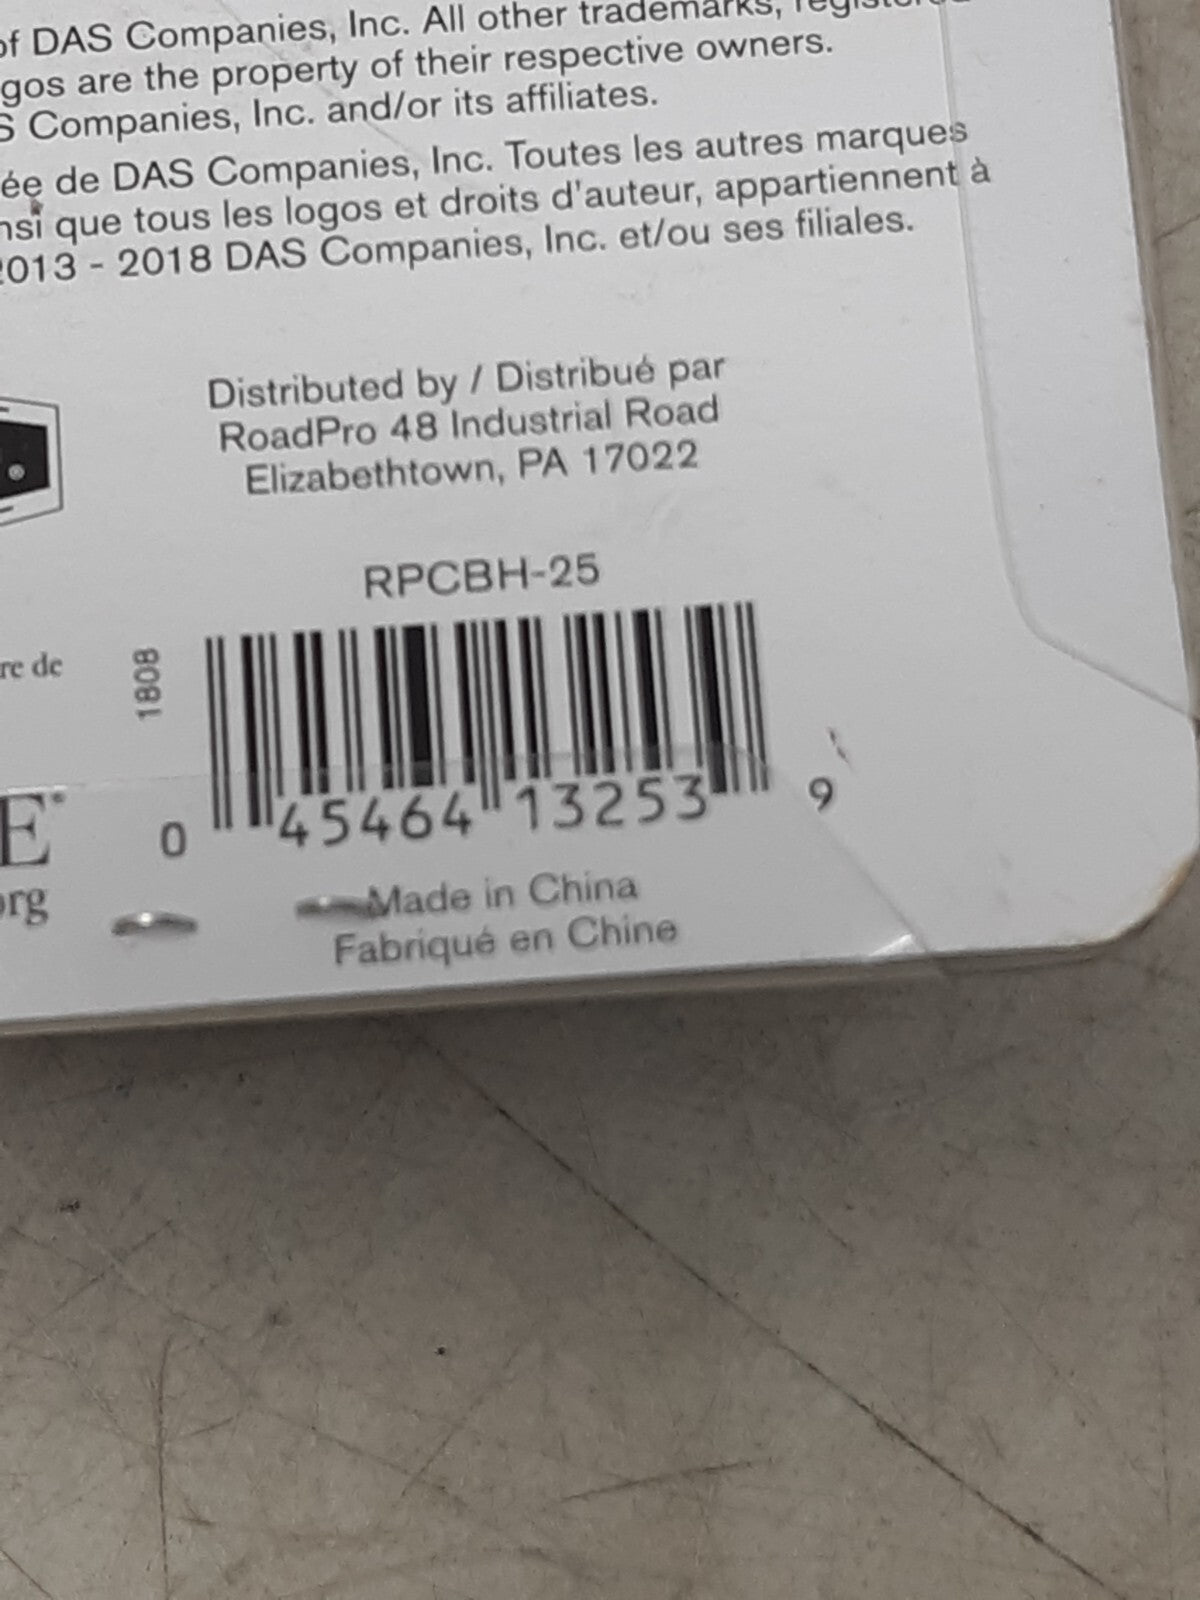 of DAS Companies, Inc. All other trademarks, registered
gos are the property of their respective owners.
S Companies, Inc. and/or its affiliates.
ée de DAS Companies, Inc. Toutes les autres marques
nsi que tous les logos et droits d'auteur, appartiennent à
2013 - 2018 DAS Companies, Inc. et/ou ses filiales.
Distributed by / Distribué par
RoadPro 48 Industrial Road
Elizabethtown, PA 17022
RPCBH-25
re de
1808
E
0 45464 13253 9
org
Made in China
Fabriqué en Chine